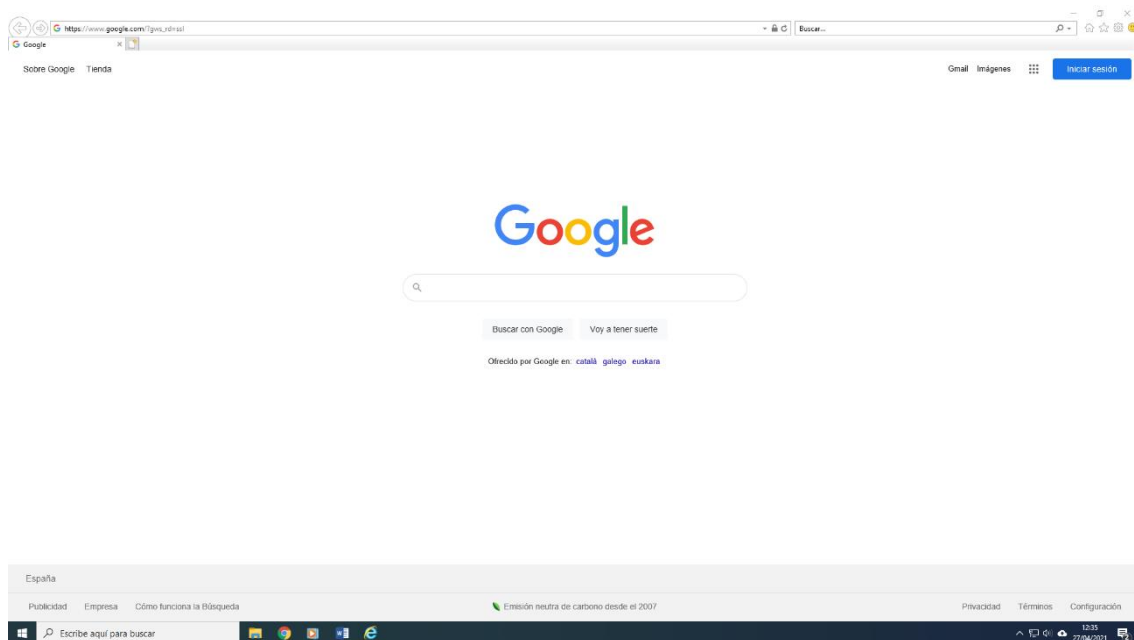 https://www.google.com/?gws_rd=ssl Buscar...
Google
Sobre Google Tienda Gmail Imágenes Iniciar sesión
Google
Buscar con Google Voy a tener suerte
Ofrecido por Google en: català galego euskara
España
Publicidad Empresa Cómo funciona la Búsqueda Emisión neutra de carbono desde el 2007 Privacidad Términos Configuración
Escribe aquí para buscar 12:35
27/04/2021